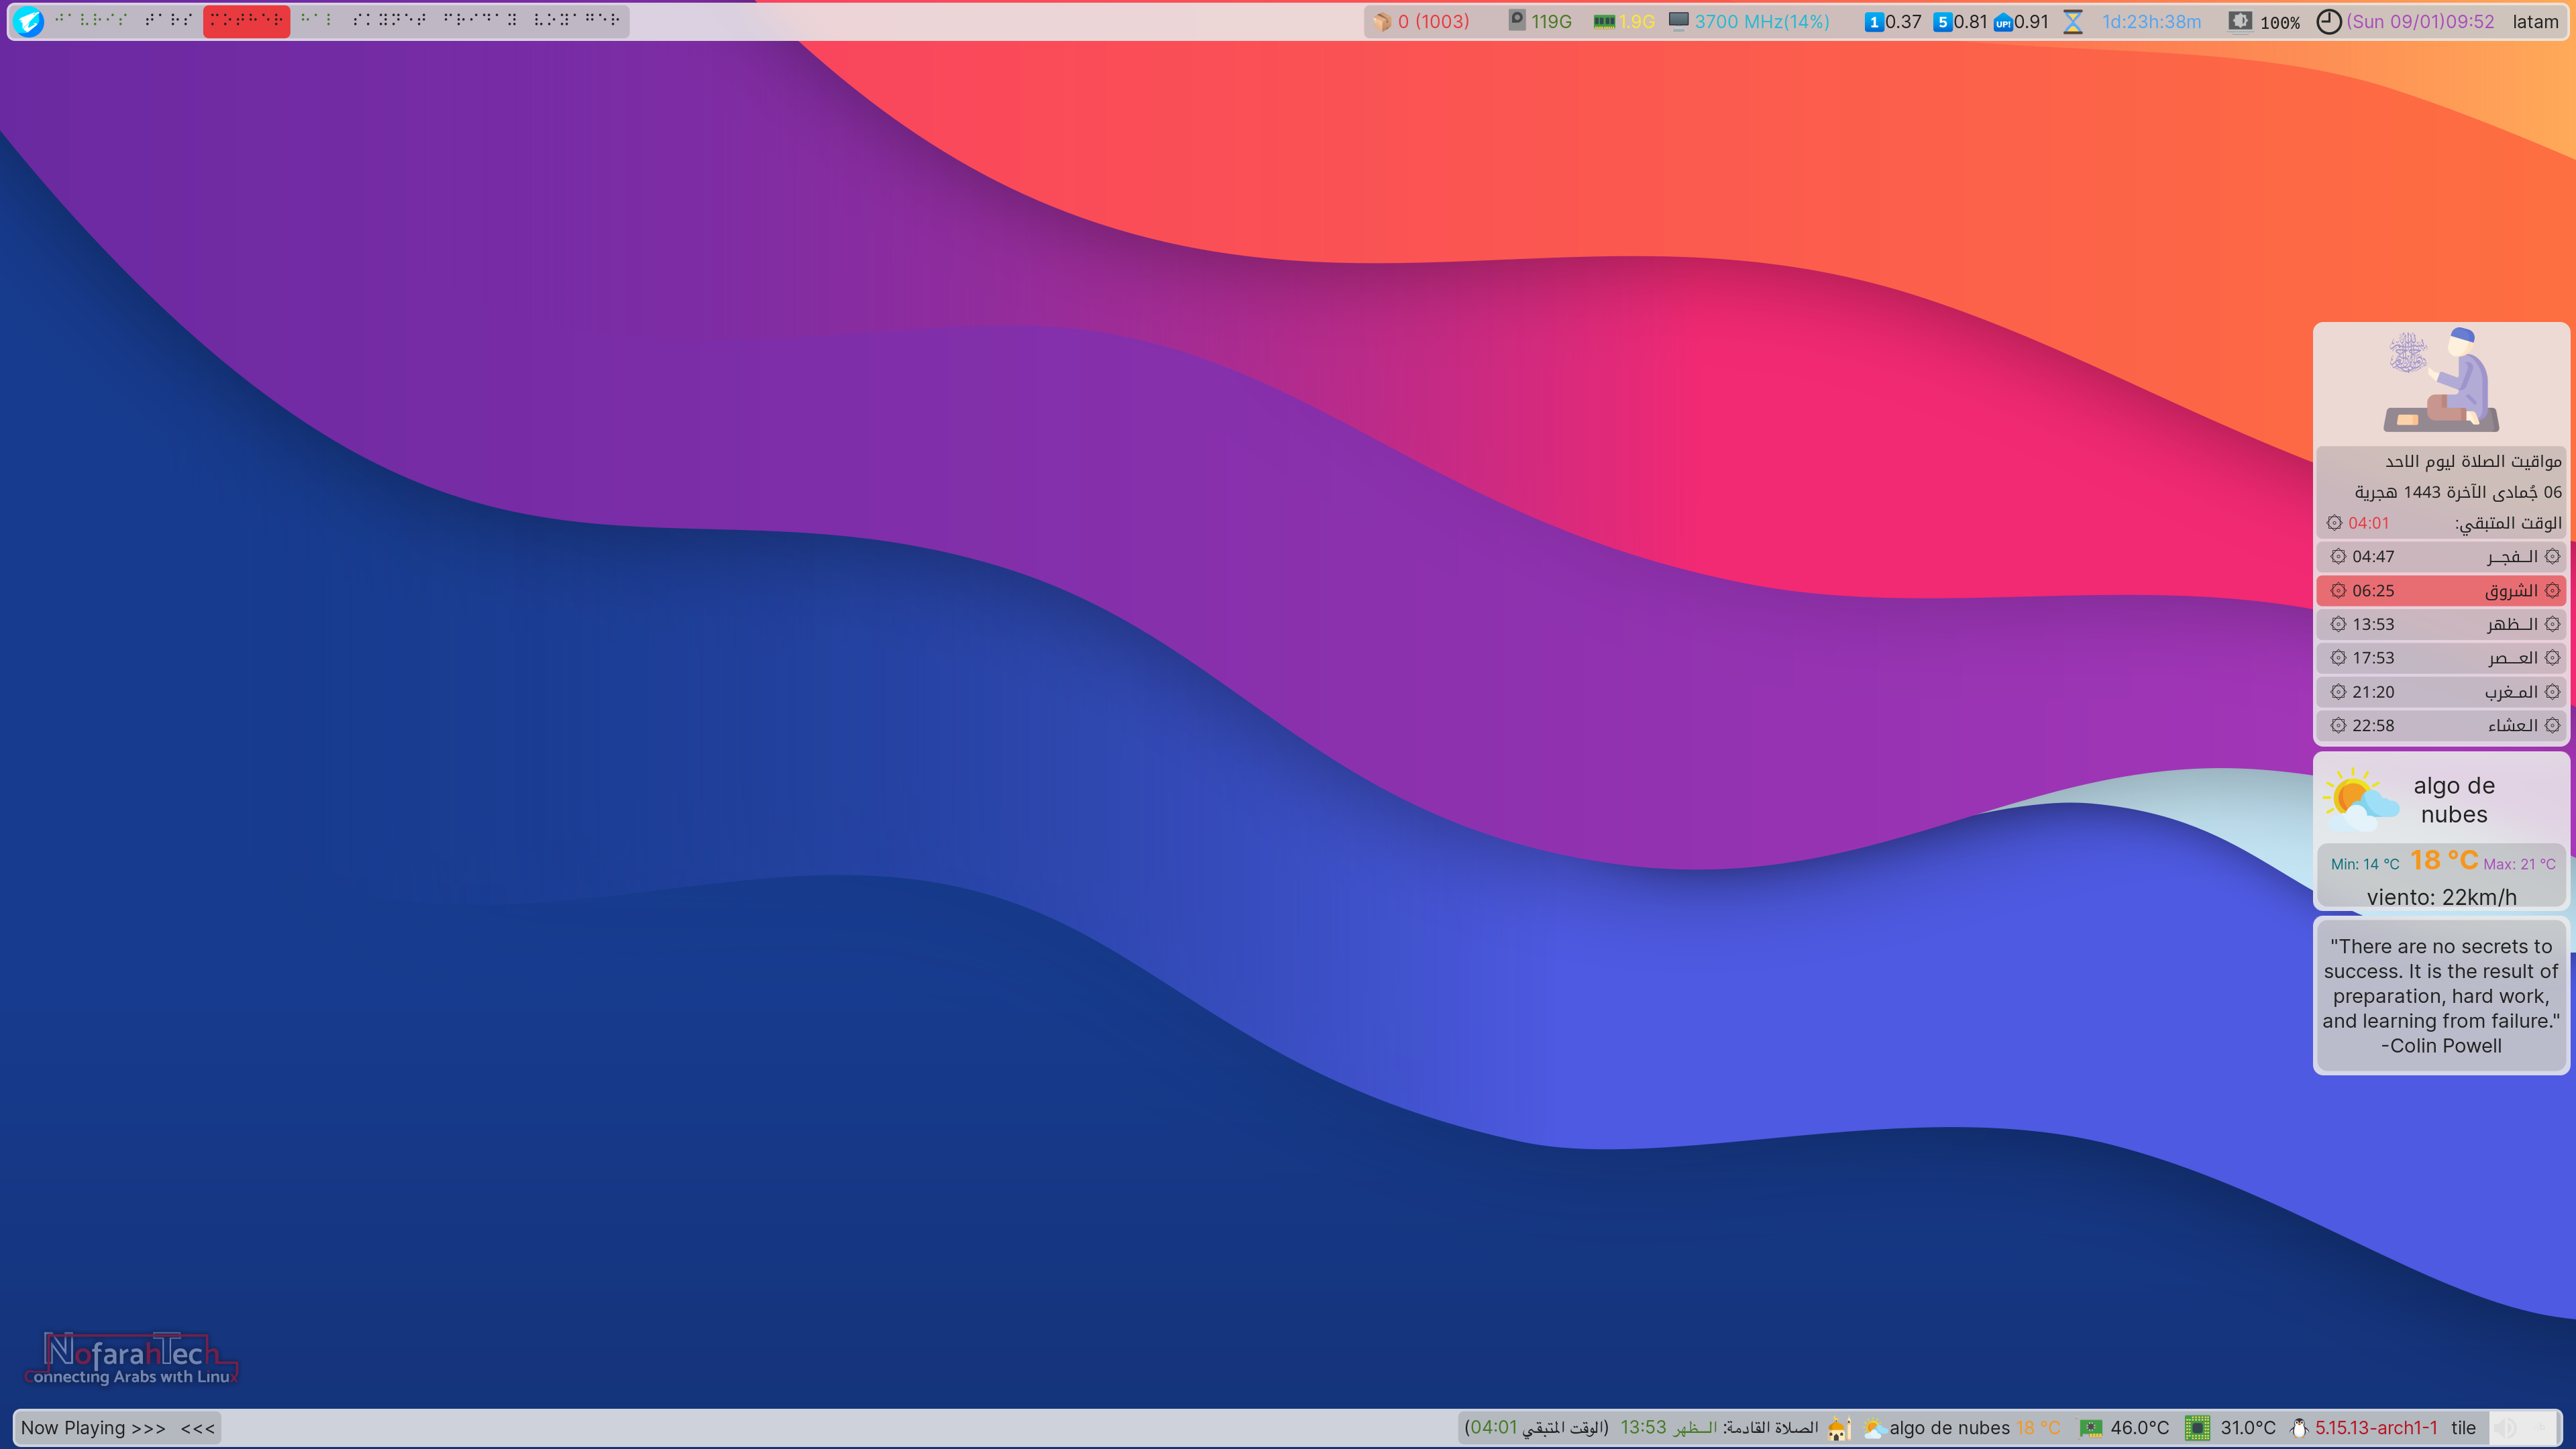 0 (1003) 119G 1.9G 3700 MHz(14%) 1 0.37 5 0.81 UP! 0.91 1d:23h:38m 100% (Sun 09/01)09:52 latam
مواقيت الصلاة ليوم الاحد
06 جُمادى الآخرة 1443 هجرية
الوقت المتبقي: 04:01
الــفجــر 04:47
الشروق 06:25
الــظهر 13:53
العــصر 17:53
المـغرب 21:20
العشاء 22:58
algo de
nubes
Min: 14 °C 18 °C Max: 21 °C
viento: 22km/h
"There are no secrets to
success. It is the result of
preparation, hard work,
and learning from failure."
-Colin Powell
NofarahTech
Connecting Arabs with Linux
Now Playing >>> <<<
الصلاة القادمة: الــظهر 13:53 (الوقت المتبقي 04:01)
algo de nubes 18 °C 46.0°C 31.0°C 5.15.13-arch1-1 tile